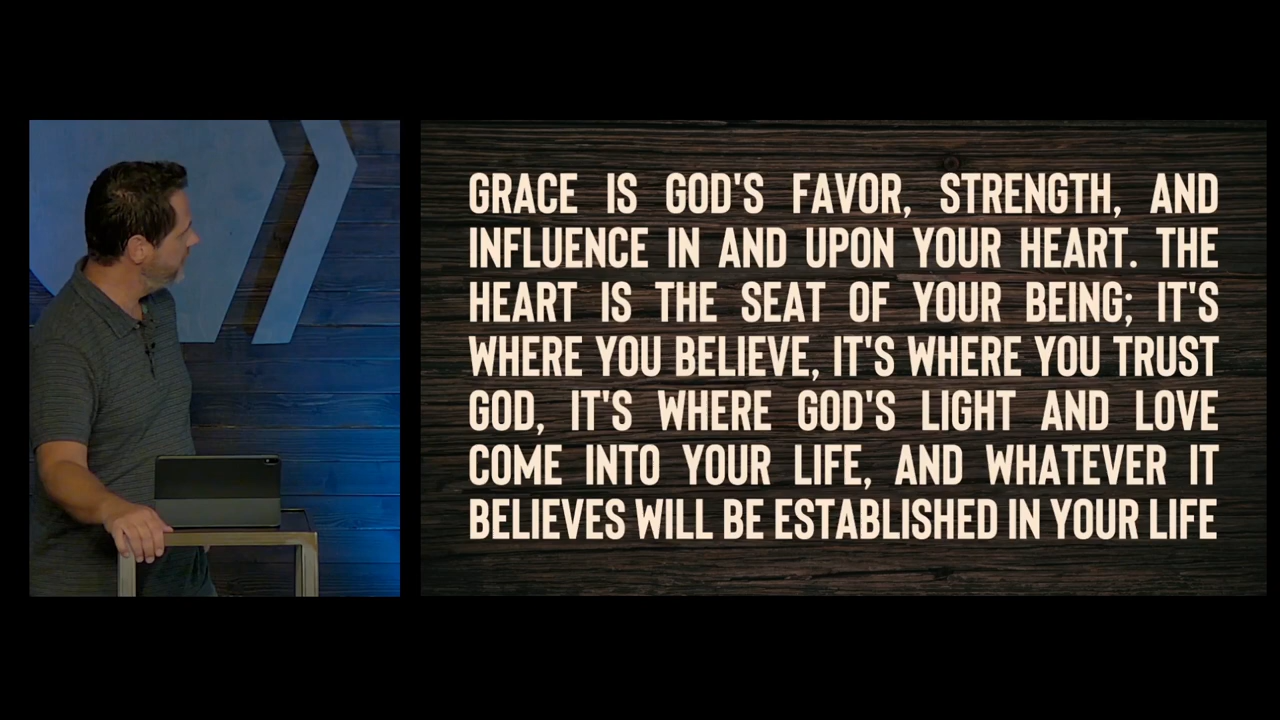 GRACE IS GOD'S FAVOR, STRENGTH, AND
INFLUENCE IN AND UPON YOUR HEART. THE
HEART IS THE SEAT OF YOUR BEING; IT'S
WHERE YOU BELIEVE, IT'S WHERE YOU TRUST
GOD, IT'S WHERE GOD'S LIGHT AND LOVE
COME INTO YOUR LIFE, AND WHATEVER IT
BELIEVES WILL BE ESTABLISHED IN YOUR LIFE